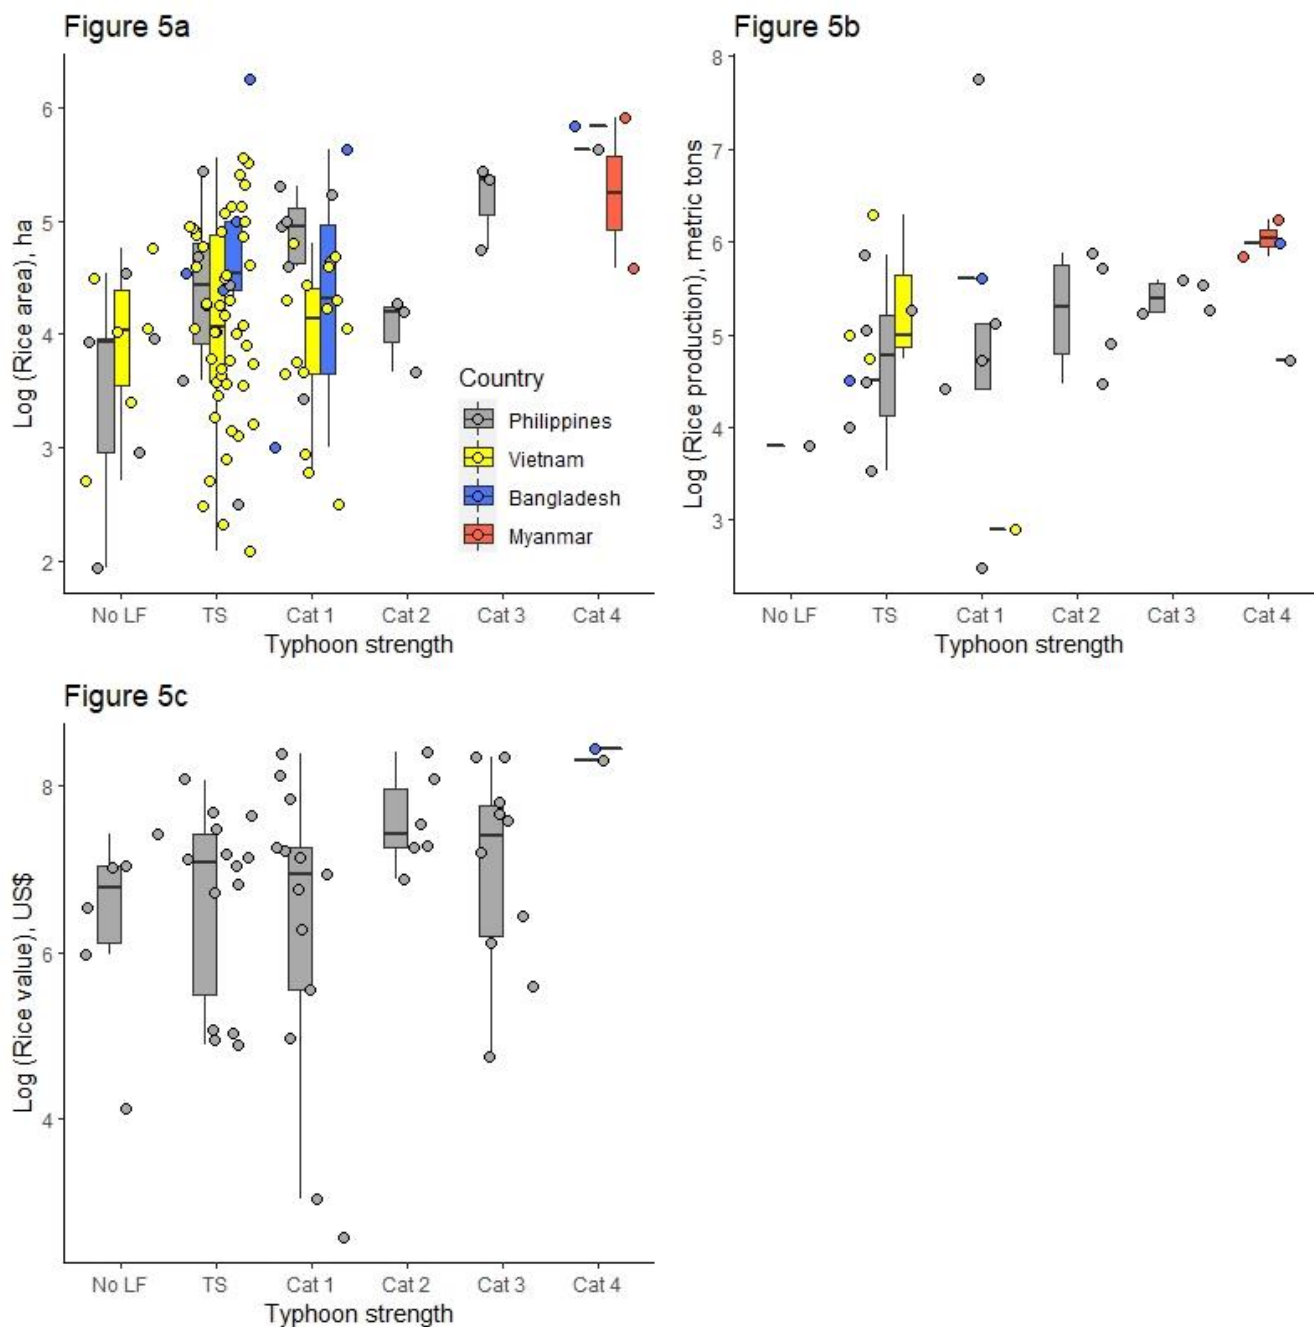 Figure 5a
Log (Rice area), ha
6
5
4
3
2
No LF TS Cat 1 Cat 2 Cat 3 Cat 4
Typhoon strength
Country
Philippines
Vietnam
Bangladesh
Myanmar
Figure 5b
Log (Rice production), metric tons
8
7
6
5
4
3
No LF TS Cat 1 Cat 2 Cat 3 Cat 4
Typhoon strength
Figure 5c
Log (Rice value), US$
8
6
4
No LF TS Cat 1 Cat 2 Cat 3 Cat 4
Typhoon strength